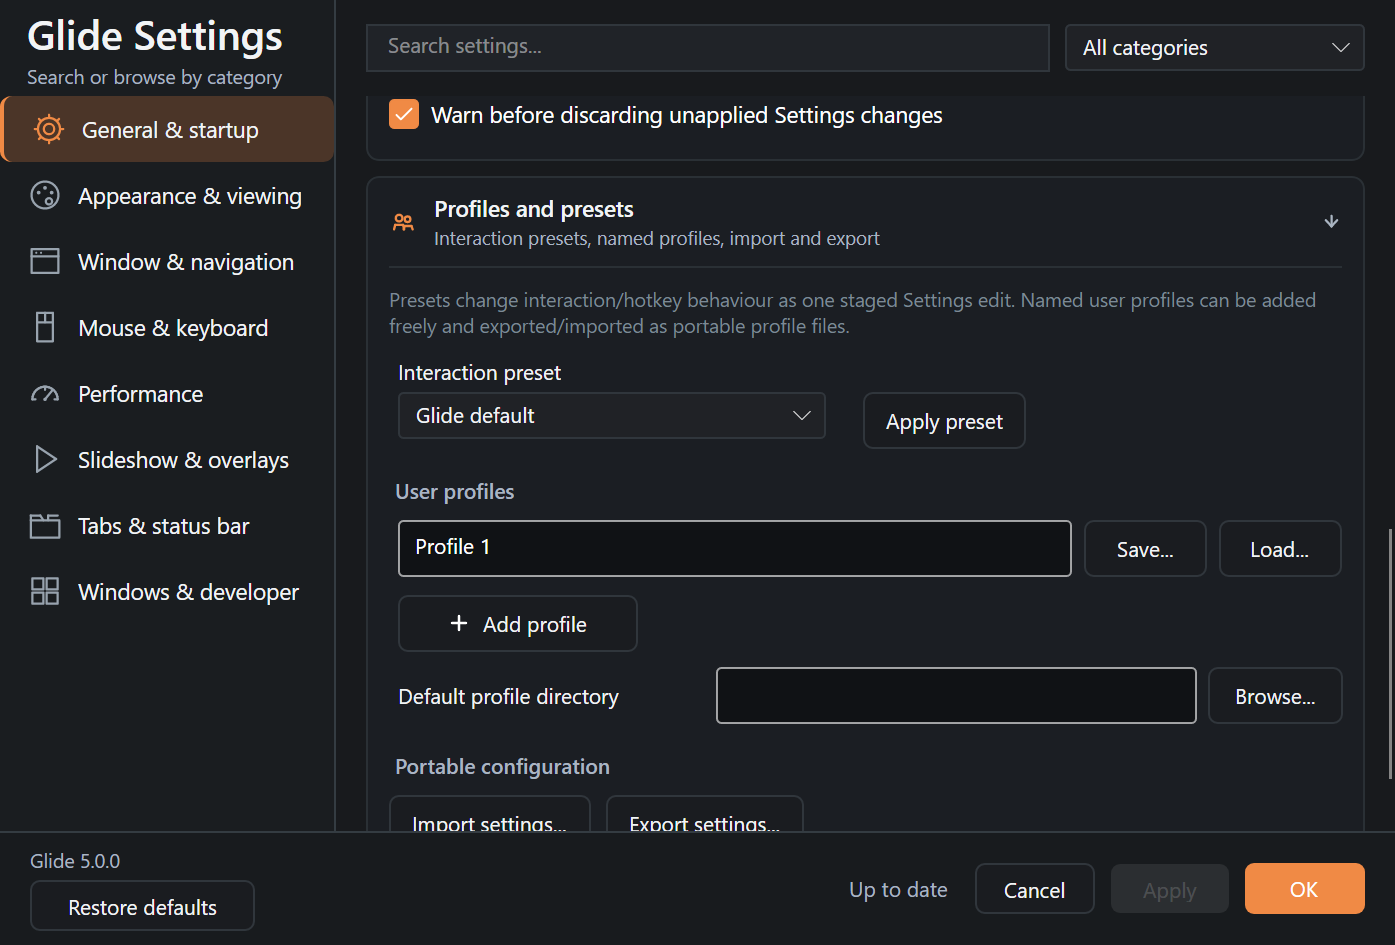 Glide Settings
Search or browse by category
General & startup
Appearance & viewing
Window & navigation
Mouse & keyboard
Performance
Slideshow & overlays
Tabs & status bar
Windows & developer
Search settings...
All categories
Warn before discarding unapplied Settings changes
Profiles and presets
Interaction presets, named profiles, import and export
Presets change interaction/hotkey behaviour as one staged Settings edit. Named user profiles can be added
freely and exported/imported as portable profile files.
Interaction preset
Glide default
Apply preset
User profiles
Profile 1
Save...
Load...
+ Add profile
Default profile directory
Browse...
Portable configuration
Import settings...
Export settings...
Glide 5.0.0
Restore defaults
Up to date
Cancel
Apply
OK